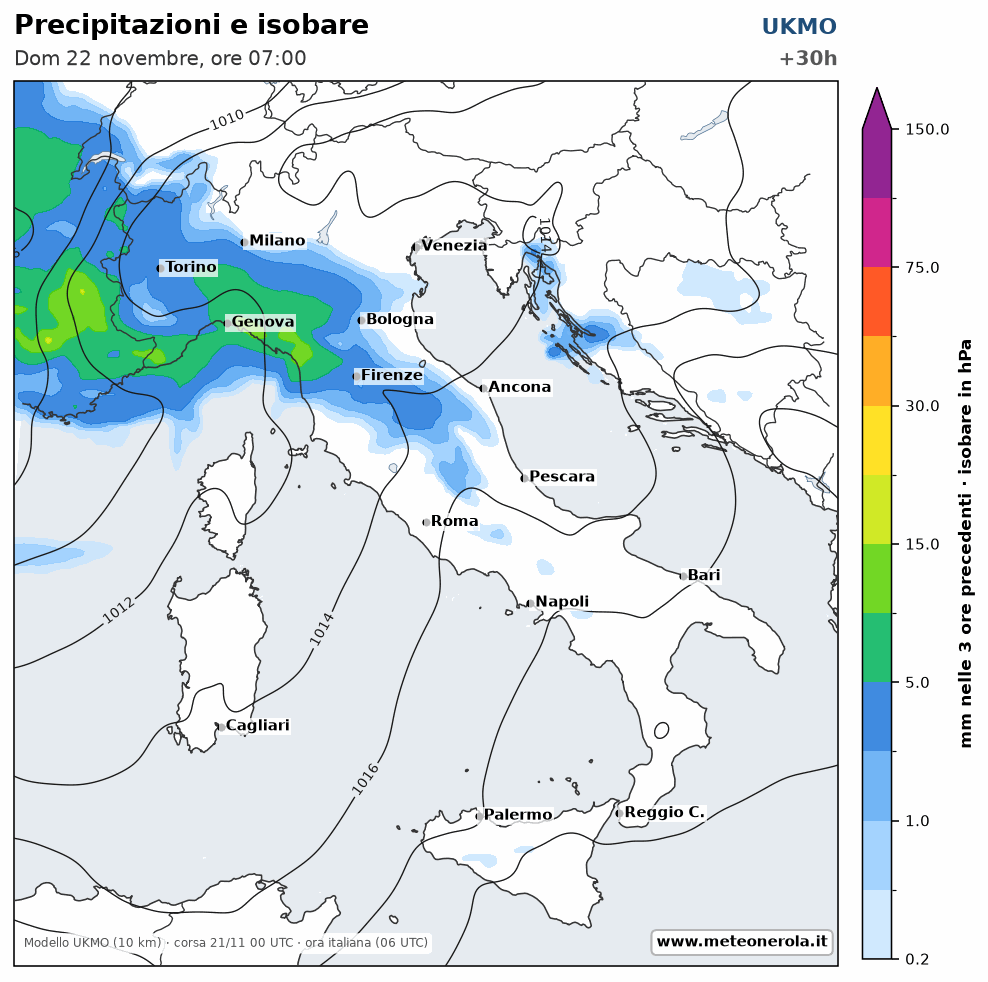 Precipitazioni e isobare
UKMO
Dom 22 novembre, ore 07:00
+30h
1010
1014
Milano
Venezia
Torino
Genova
Bologna
Firenze
Ancona
Pescara
Roma
Bari
Napoli
1012
1014
Cagliari
1016
Palermo
Reggio C.
Modello UKMO (10 km) · corsa 21/11 00 UTC · ora italiana (06 UTC)
www.meteonerola.it
150.0
75.0
30.0
15.0
5.0
1.0
0.2
mm nelle 3 ore precedenti · isobare in hPa